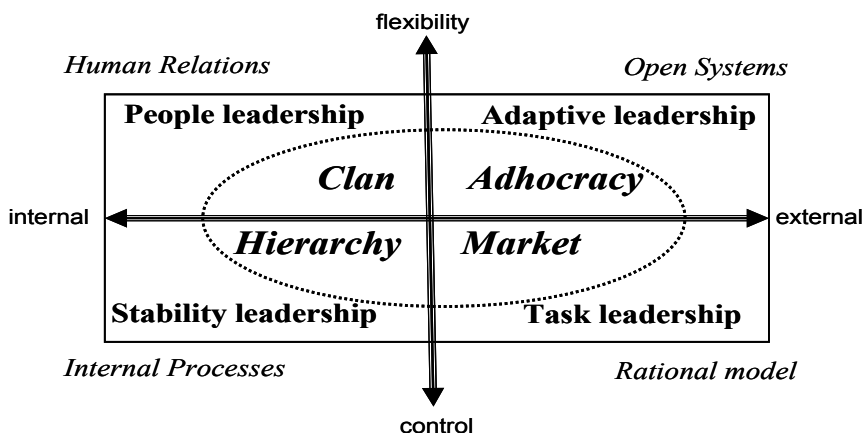 flexibility
Human Relations
Open Systems
People leadership
Adaptive leadership
Clan
Adhocracy
internal
external
Hierarchy
Market
Stability leadership
Task leadership
Internal Processes
Rational model
control